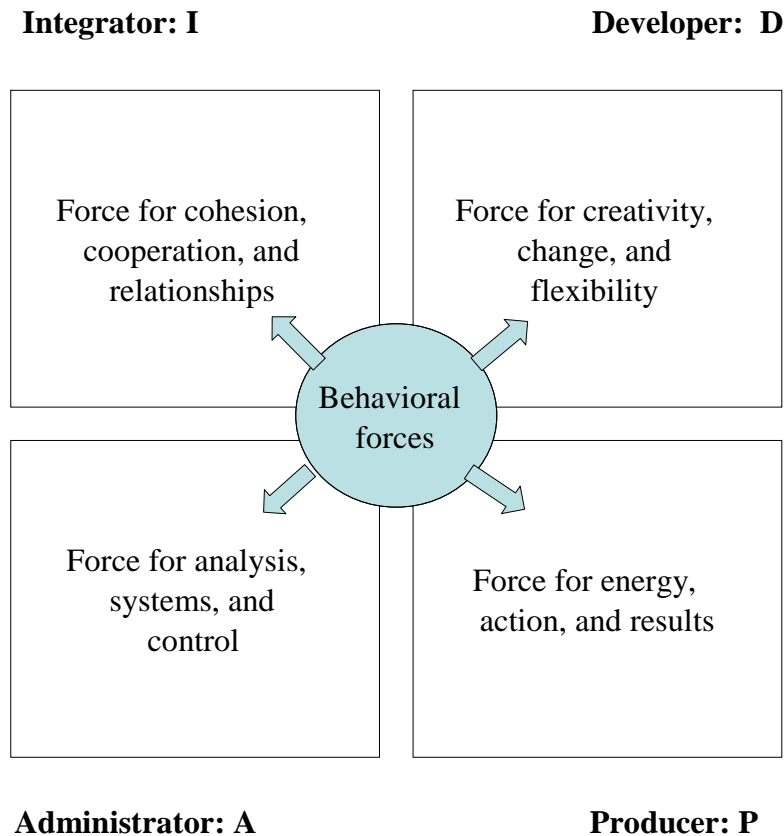 Integrator: I
Developer: D
Force for cohesion,
cooperation, and
relationships
Force for creativity,
change, and
flexibility
Behavioral
forces
Force for analysis,
systems, and
control
Force for energy,
action, and results
Administrator: A
Producer: P